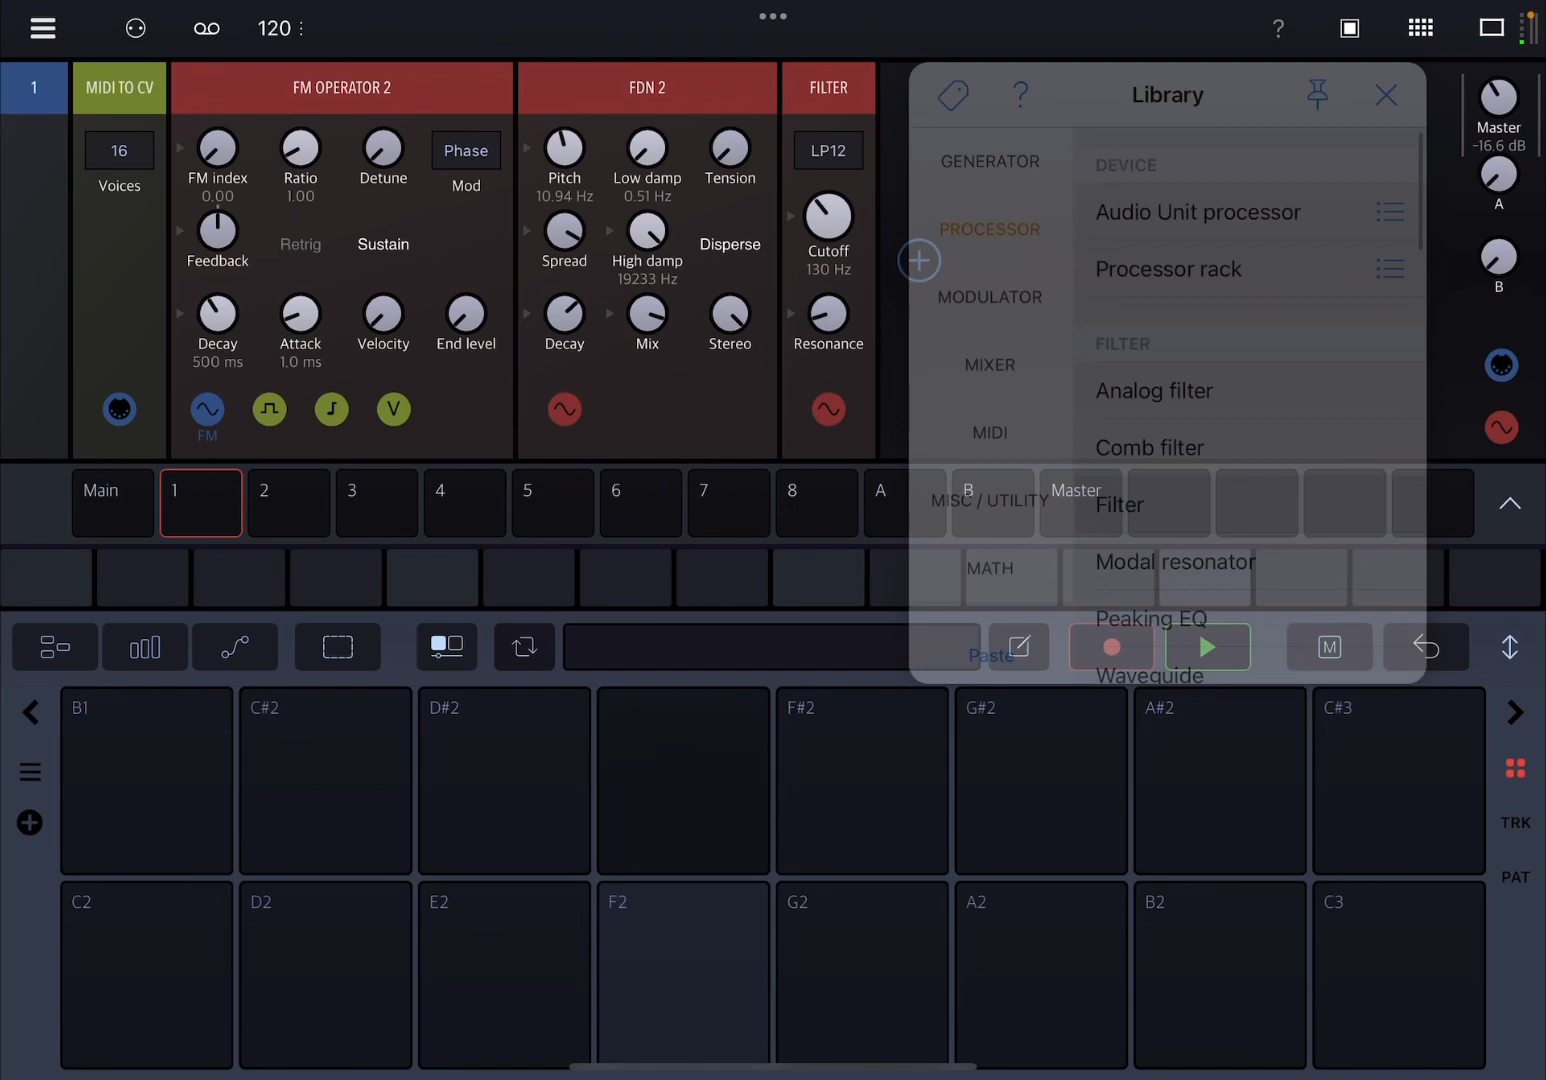 120
?
1
MIDI TO CV
FM OPERATOR 2
FDN 2
FILTER
16
Voices
FM index
0.00
Ratio
1.00
Detune
Phase
Mod
Feedback
Retrig
Sustain
Decay
500 ms
Attack
1.0 ms
Velocity
End level
V
FM
Pitch
10.94 Hz
Low damp
0.51 Hz
Tension
Spread
High damp
19233 Hz
Disperse
Decay
Mix
Stereo
LP12
Cutoff
130 Hz
Resonance
?
Library
GENERATOR
PROCESSOR
MODULATOR
MIXER
MIDI
MISC / UTILITY
MATH
Paste
DEVICE
Audio Unit processor
Processor rack
FILTER
Analog filter
Comb filter
Filter
Modal resonator
Peaking EQ
Waveguide
Master
-16.6 dB
A
B
Main
1
2
3
4
5
6
7
8
A
B
Master
M
B1
C#2
D#2
F#2
G#2
A#2
C#3
TRK
PAT
C2
D2
E2
F2
G2
A2
B2
C3